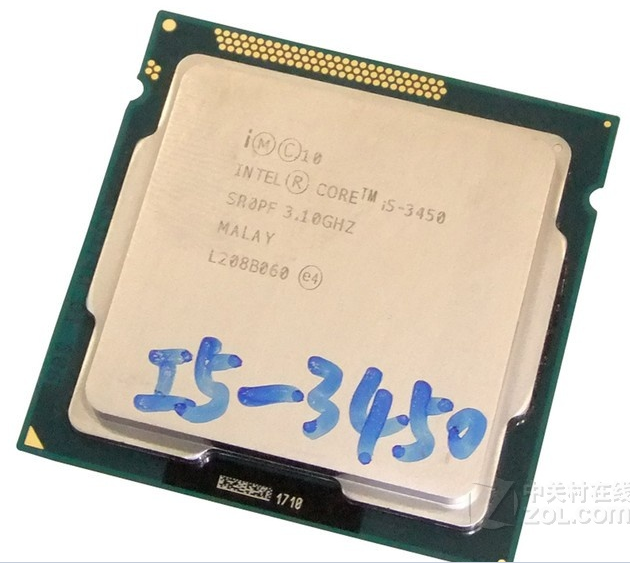 i Ⓜ Ⓒ 10
INTEL® CORE™ i5-3450
SR0PF 3.10GHZ
MALAY
L208B060 e4
I5-3450
1710
中关村在线
ZOL.com